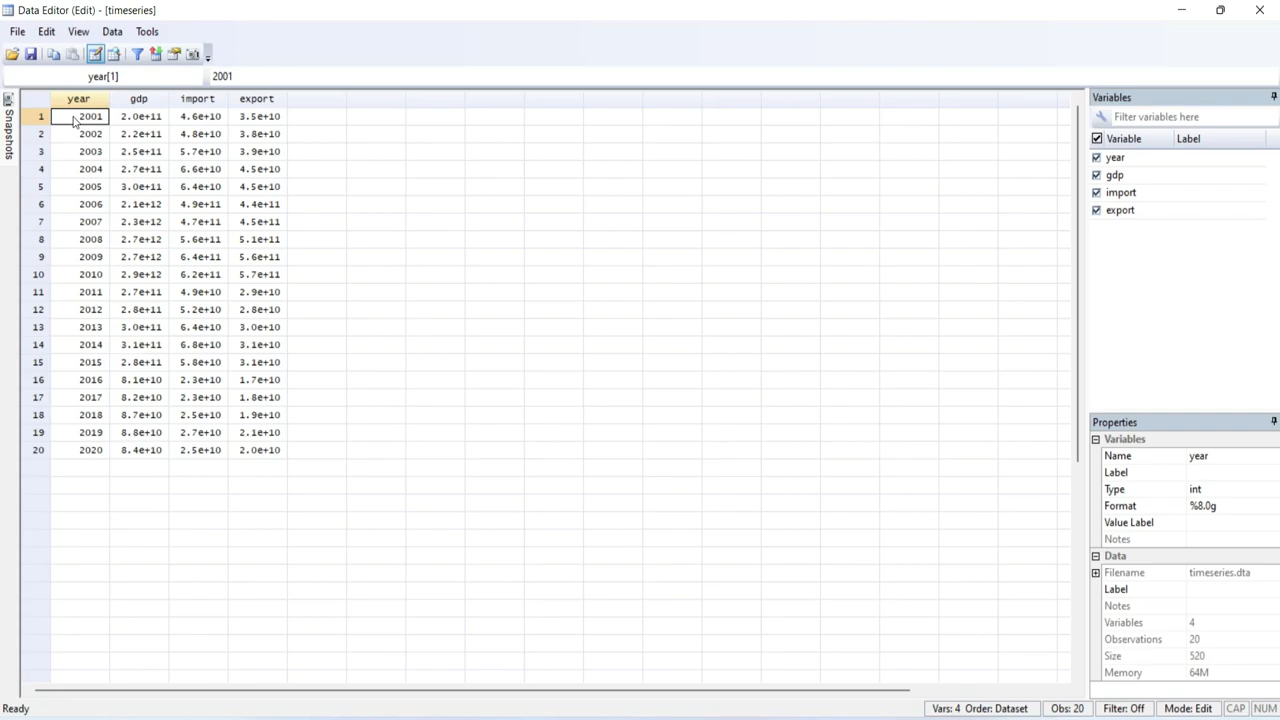 Data Editor (Edit) - [timeseries]
File Edit View Data Tools
year[1] 2001
Snapshots
year gdp import export
1 2001 2.0e+11 4.6e+10 3.5e+10
2 2002 2.2e+11 4.8e+10 3.8e+10
3 2003 2.5e+11 5.7e+10 3.9e+10
4 2004 2.7e+11 6.6e+10 4.5e+10
5 2005 3.0e+11 6.4e+10 4.5e+10
6 2006 2.1e+12 4.9e+11 4.4e+11
7 2007 2.3e+12 4.7e+11 4.5e+11
8 2008 2.7e+12 5.6e+11 5.1e+11
9 2009 2.7e+12 6.4e+11 5.6e+11
10 2010 2.9e+12 6.2e+11 5.7e+11
11 2011 2.7e+11 4.9e+10 2.9e+10
12 2012 2.8e+11 5.2e+10 2.8e+10
13 2013 3.0e+11 6.4e+10 3.0e+10
14 2014 3.1e+11 6.8e+10 3.1e+10
15 2015 2.8e+11 5.8e+10 3.1e+10
16 2016 8.1e+10 2.3e+10 1.7e+10
17 2017 8.2e+10 2.3e+10 1.8e+10
18 2018 8.7e+10 2.5e+10 1.9e+10
19 2019 8.8e+10 2.7e+10 2.1e+10
20 2020 8.4e+10 2.5e+10 2.0e+10
Variables
Filter variables here
Variable Label
year
gdp
import
export
Properties
Variables
Name year
Label
Type int
Format %8.0g
Value Label
Notes
Data
Filename timeseries.dta
Label
Notes
Variables 4
Observations 20
Size 520
Memory 64M
Ready Vars: 4 Order: Dataset Obs: 20 Filter: Off Mode: Edit CAP NUM